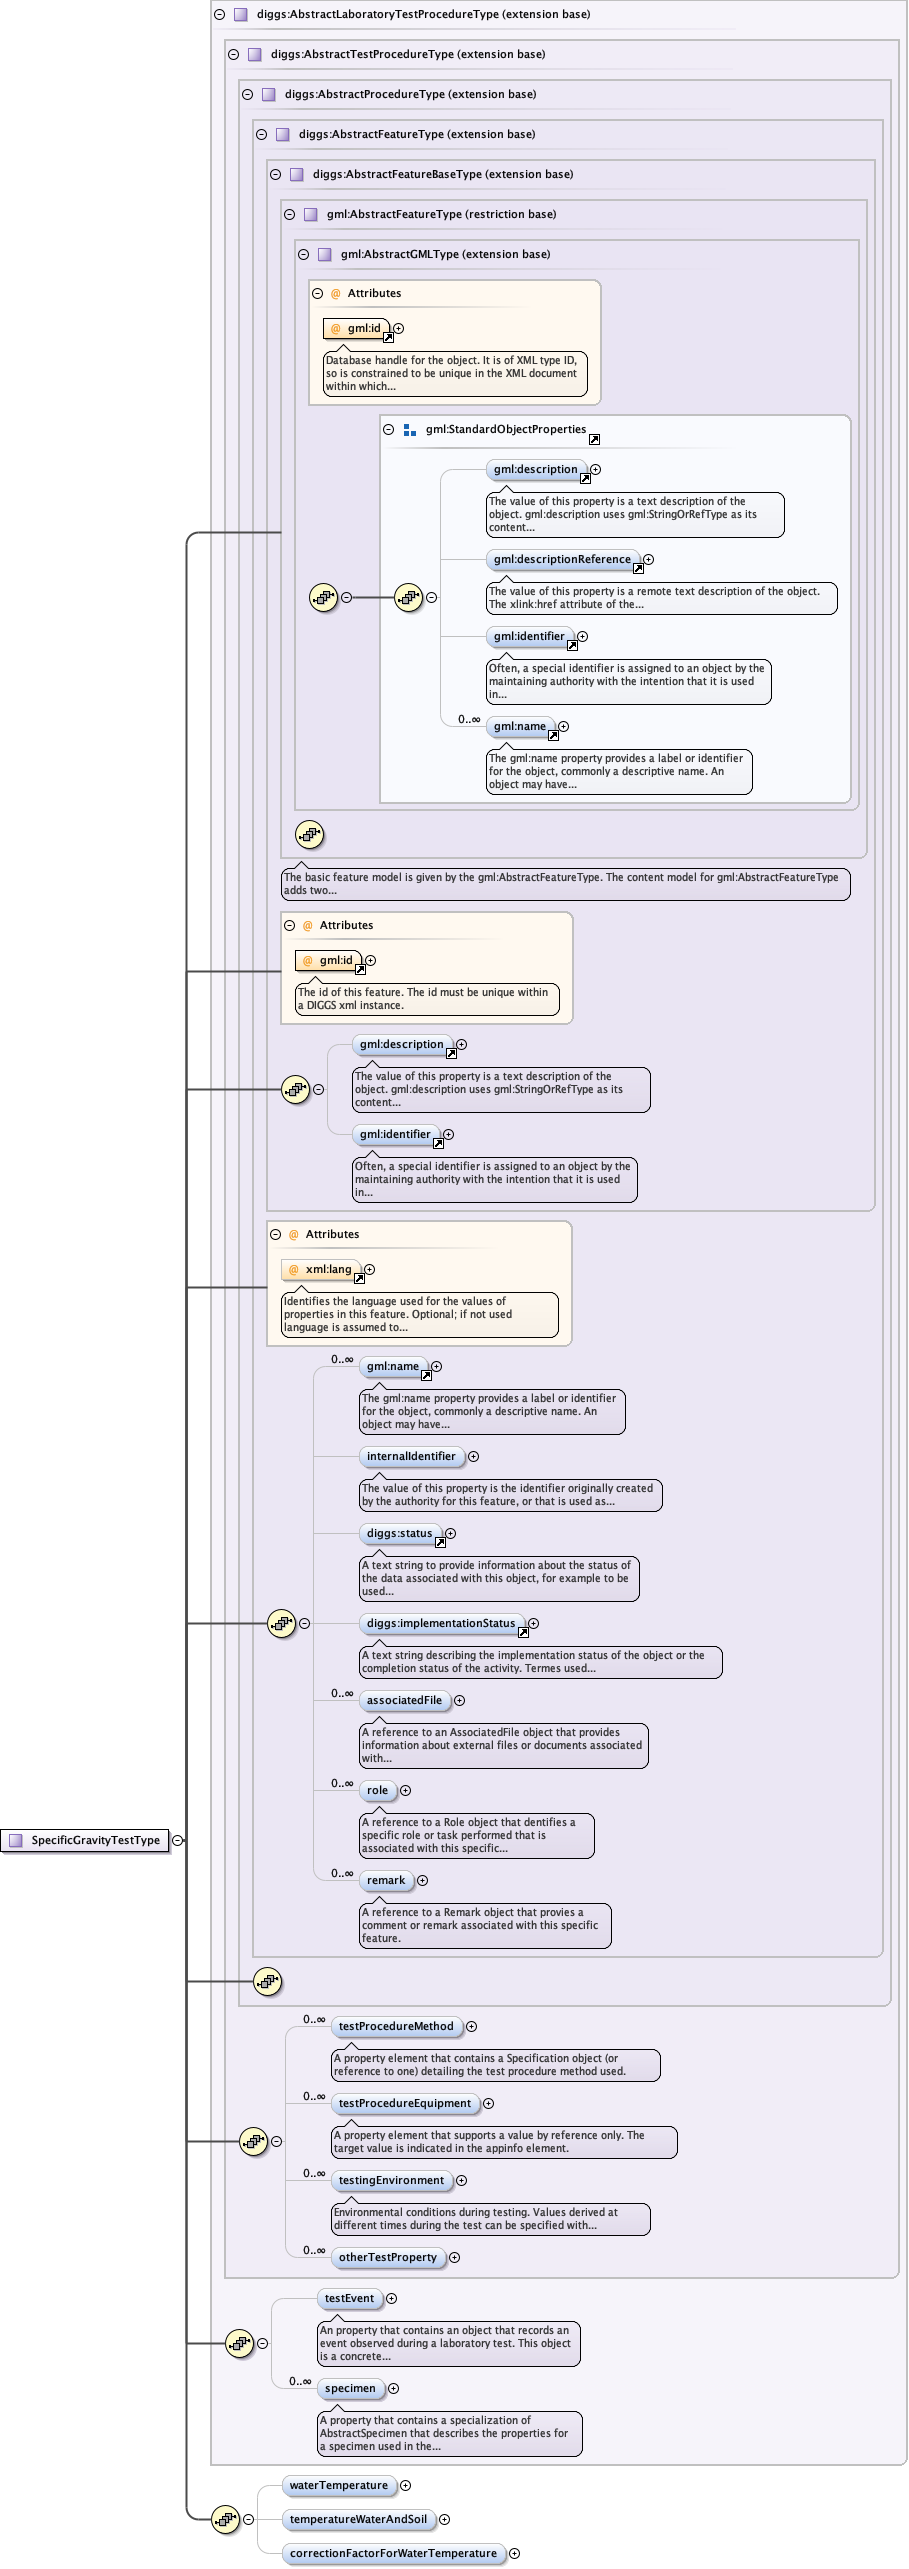 diggs:AbstractLaboratoryTestProcedureType (extension base)
diggs:AbstractTestProcedureType (extension base)
diggs:AbstractProcedureType (extension base)
diggs:AbstractFeatureType (extension base)
diggs:AbstractFeatureBaseType (extension base)
gml:AbstractFeatureType (restriction base)
gml:AbstractGMLType (extension base)
@ Attributes
@ gml:id
Database handle for the object. It is of XML type ID,
so is constrained to be unique in the XML document
within which...
gml:StandardObjectProperties
gml:description
The value of this property is a text description of the
object. gml:description uses gml:StringOrRefType as its
content...
gml:descriptionReference
The value of this property is a remote text description of the object.
The xlink:href attribute of the...
gml:identifier
Often, a special identifier is assigned to an object by the
maintaining authority with the intention that it is used
in...
0..∞
gml:name
The gml:name property provides a label or identifier
for the object, commonly a descriptive name. An
object may have...
The basic feature model is given by the gml:AbstractFeatureType. The content model for gml:AbstractFeatureType
adds two...
@ Attributes
@ gml:id
The id of this feature. The id must be unique within
a DIGGS xml instance.
gml:description
The value of this property is a text description of the
object. gml:description uses gml:StringOrRefType as its
content...
gml:identifier
Often, a special identifier is assigned to an object by the
maintaining authority with the intention that it is used
in...
@ Attributes
@ xml:lang
Identifies the language used for the values of
properties in this feature. Optional; if not used
language is assumed to...
0..∞
gml:name
The gml:name property provides a label or identifier
for the object, commonly a descriptive name. An
object may have...
internalIdentifier
The value of this property is the identifier originally created
by the authority for this feature, or that is used as...
diggs:status
A text string to provide information about the status of
the data associated with this object, for example to be
used...
diggs:implementationStatus
A text string describing the implementation status of the object or the
completion status of the activity. Termes used...
0..∞
associatedFile
A reference to an AssociatedFile object that provides
information about external files or documents associated
with...
0..∞
role
A reference to a Role object that dentifies a
specific role or task performed that is
associated with this specific...
SpecificGravityTestType
0..∞
remark
A reference to a Remark object that provies a
comment or remark associated with this specific
feature.
0..∞
testProcedureMethod
A property element that contains a Specification object (or
reference to one) detailing the test procedure method used.
0..∞
testProcedureEquipment
A property element that supports a value by reference only. The
target value is indicated in the appinfo element.
0..∞
testingEnvironment
Environmental conditions during testing. Values derived at
different times during the test can be specified with...
0..∞
otherTestProperty
testEvent
An property that contains an object that records an
event observed during a laboratory test. This object
is a concrete...
0..∞
specimen
A property that contains a specialization of
AbstractSpecimen that describes the properties for
a specimen used in the...
waterTemperature
temperatureWaterAndSoil
correctionFactorForWaterTemperature